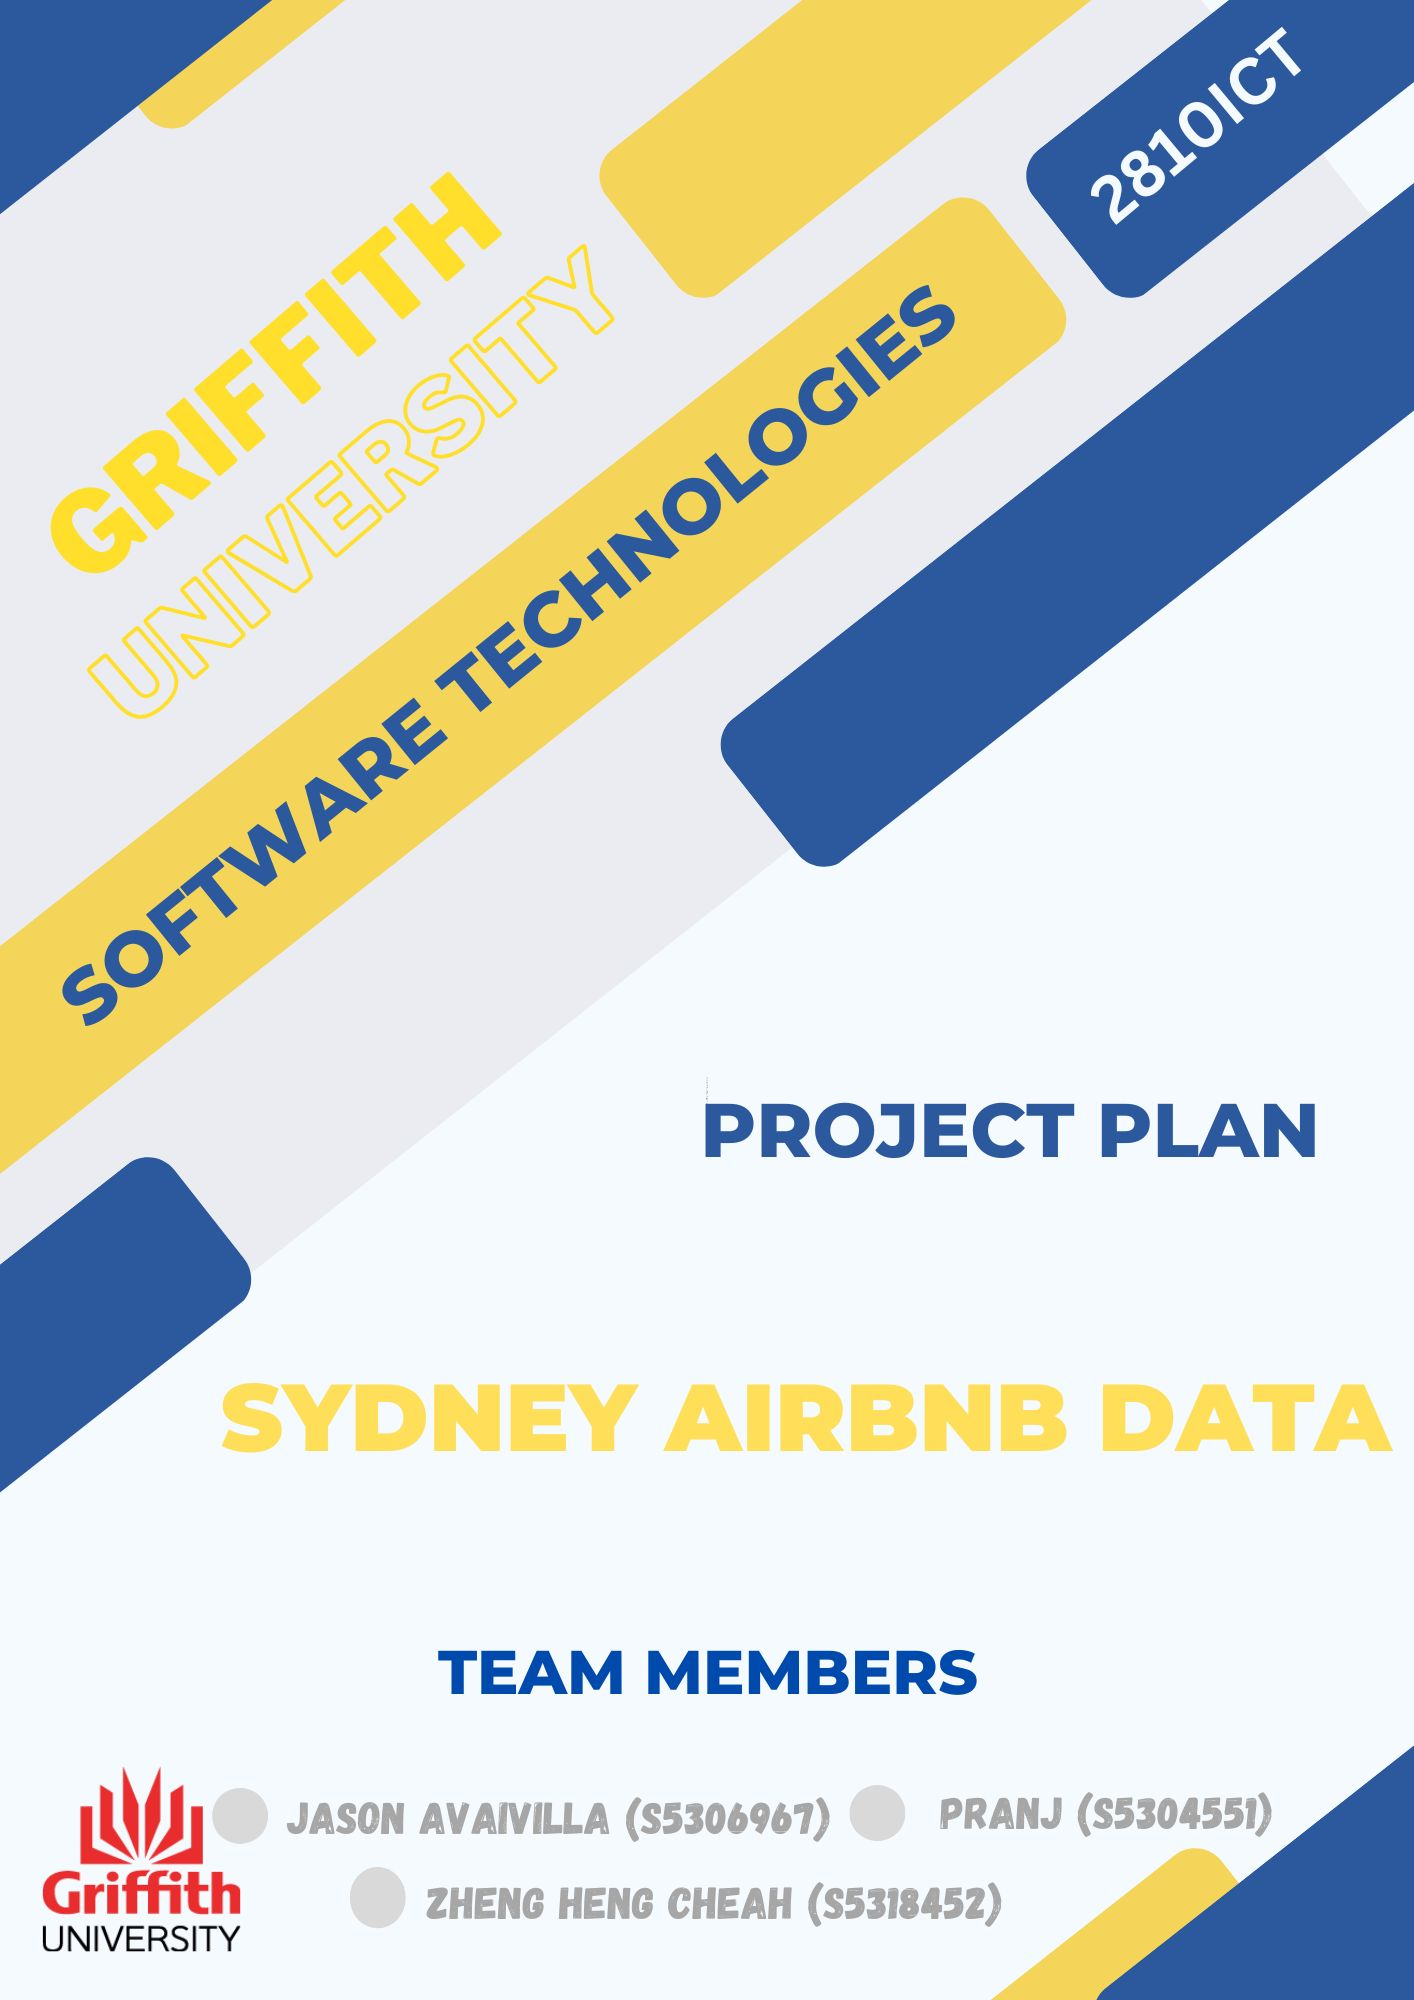 GRIFFITH
UNIVERSITY
2810ICT
SOFTWARE TECHNOLOGIES
PROJECT PLAN
SYDNEY AIRBNB DATA
TEAM MEMBERS
JASON AVAIVILLA (S5306967)
PRANJ (S5304551)
ZHENG HENG CHEAH (S5318452)
Griffith
UNIVERSITY